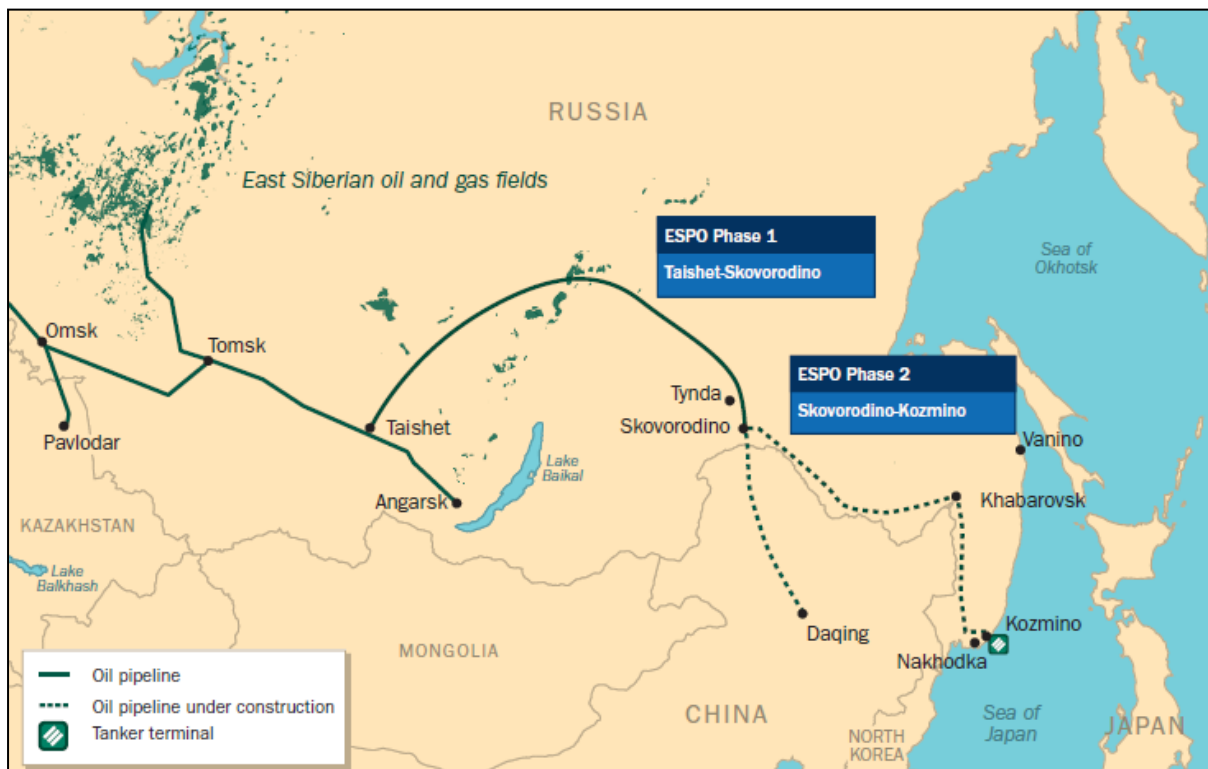 RUSSIA
East Siberian oil and gas fields
ESPO Phase 1
Taishet-Skovorodino
Sea of
Okhotsk
Omsk
Tomsk
ESPO Phase 2
Skovorodino-Kozmino
Tynda
Skovorodino
Taishet
Pavlodar
Vanino
Lake
Baikal
Angarsk
Khabarovsk
KAZAKHSTAN
Lake
Balkhash
Daqing
Kozmino
MONGOLIA
Nakhodka
Oil pipeline
Oil pipeline under construction
Tanker terminal
CHINA
Sea of
Japan
JAPAN
NORTH
KOREA